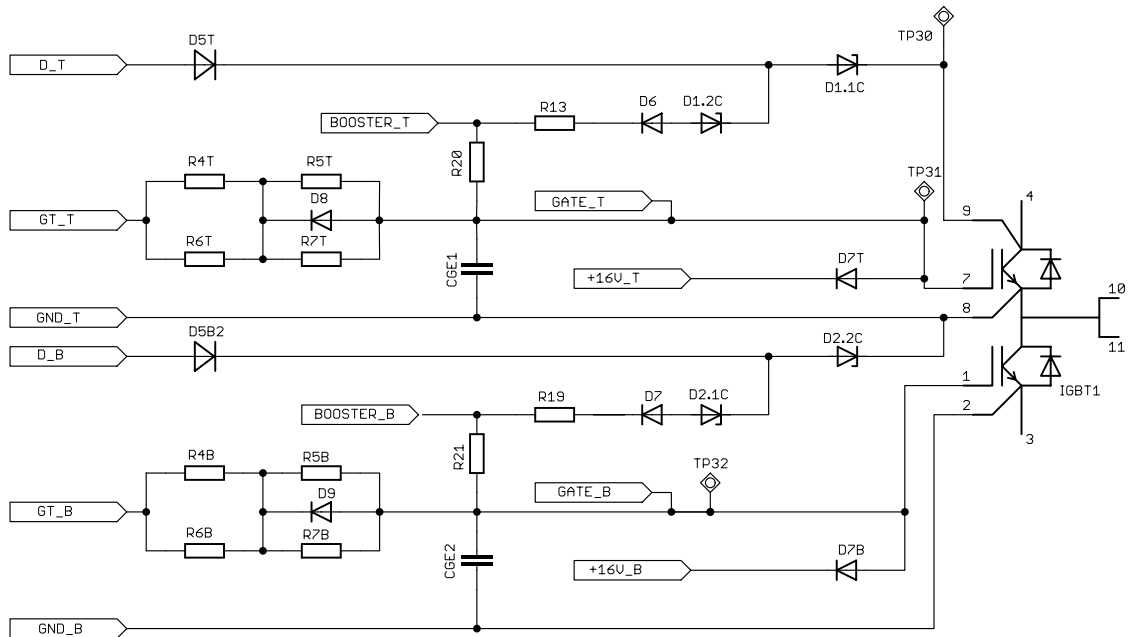 TP30
D5T
D_T
D1.1C
R13
D6
D1.2C
BOOSTER_T
R20
R4T
R5T
TP31
D8
GATE_T
4
GT_T
9
R6T
R7T
CGE1
D7T
+16V_T
7
10
GND_T
8
D5B2
D2.2C
D_B
11
1
R19
D7
D2.1C
IGBT1
BOOSTER_B
2
R21
3
R4B
R5B
TP32
D9
GATE_B
GT_B
R6B
R7B
CGE2
D7B
+16V_B
GND_B